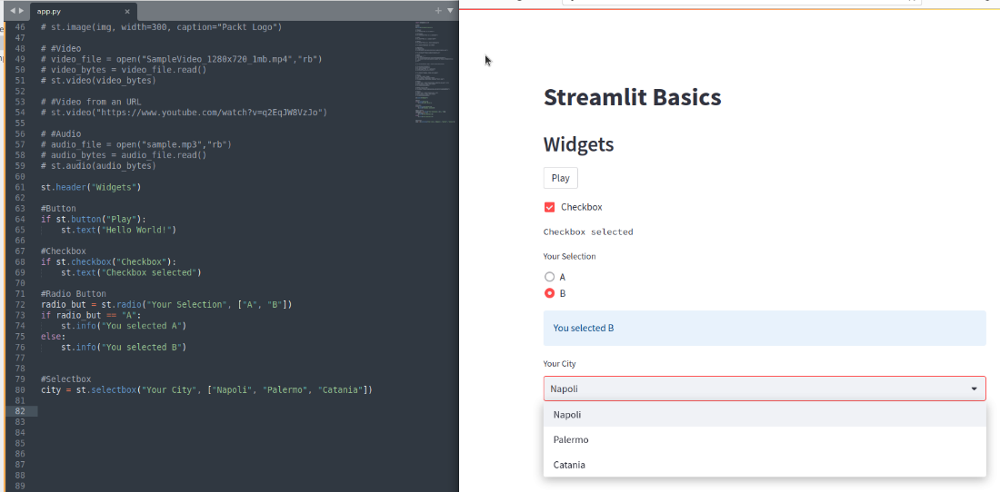 app.py
46 # st.image(img, width=300, caption="Packt Logo")
47
48 # #Video
49 # video_file = open("SampleVideo_1280x720_1mb.mp4","rb")
50 # video_bytes = video_file.read()
51 # st.video(video_bytes)
52
53 # #Video from an URL
54 # st.video("https://www.youtube.com/watch?v=q2EqJW8VzJo")
55
56 # #Audio
57 # audio_file = open("sample.mp3","rb")
58 # audio_bytes = audio_file.read()
59 # st.audio(audio_bytes)
60
61 st.header("Widgets")
62
63 #Button
64 if st.button("Play"):
65     st.text("Hello World!")
66
67 #Checkbox
68 if st.checkbox("Checkbox"):
69     st.text("Checkbox selected")
70
71 #Radio Button
72 radio_but = st.radio("Your Selection", ["A", "B"])
73 if radio_but == "A":
74     st.info("You selected A")
75 else:
76     st.info("You selected B")
77
78
79 #Selectbox
80 city = st.selectbox("Your City", ["Napoli", "Palermo", "Catania"])
81
82
83
84
85
86
87
88
89
Streamlit Basics
Widgets
Play
Checkbox
Checkbox selected
Your Selection
A
B
You selected B
Your City
Napoli
Napoli
Palermo
Catania